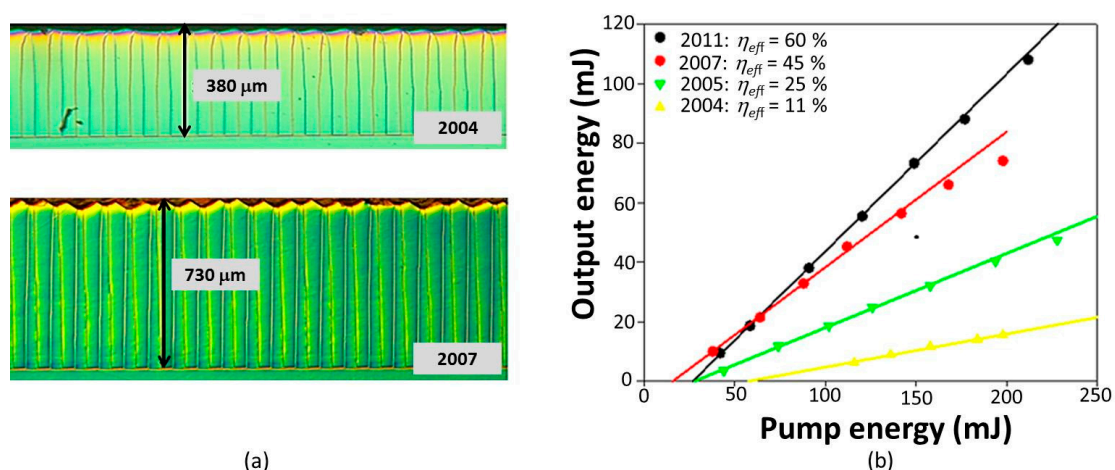 380 μm
2004
730 μm
2007
(a)
Output energy (mJ)
120
100
80
60
40
20
0
2011: ηeff = 60 %
2007: ηeff = 45 %
2005: ηeff = 25 %
2004: ηeff = 11 %
0 50 100 150 200 250
Pump energy (mJ)
(b)